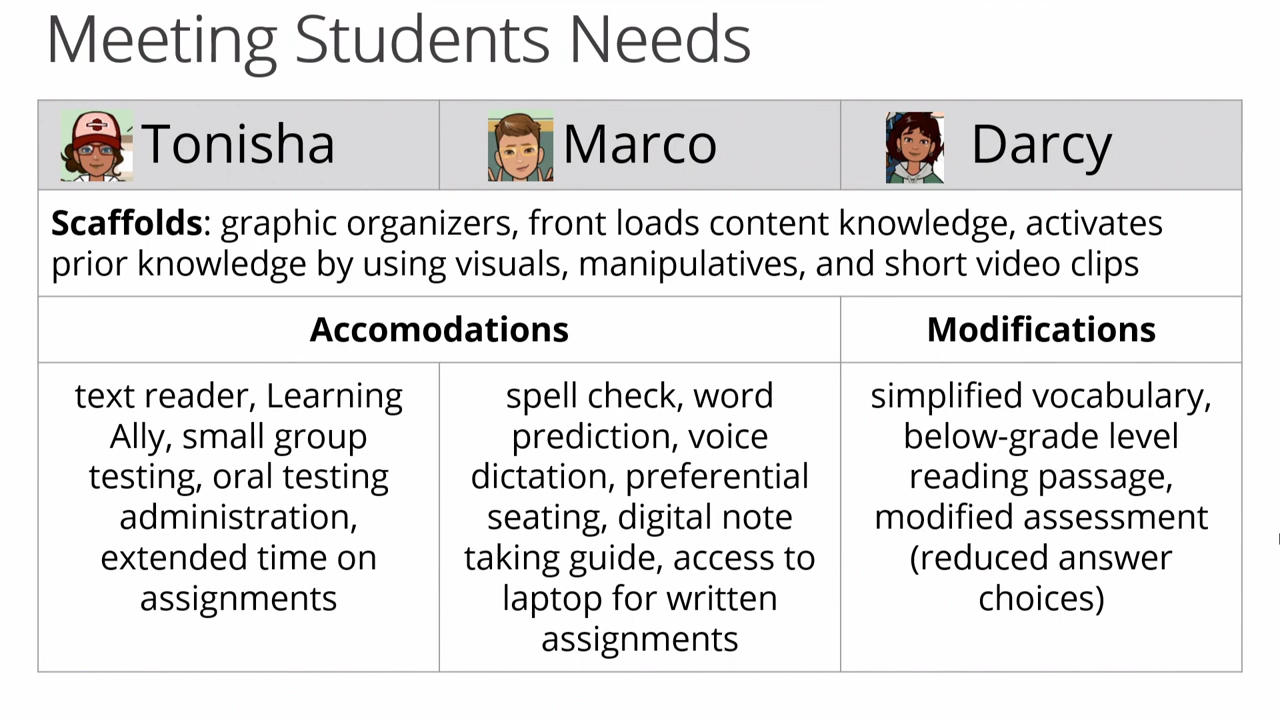 Meeting Students Needs
Tonisha
Marco
Darcy
Scaffolds: graphic organizers, front loads content knowledge, activates
prior knowledge by using visuals, manipulatives, and short video clips
Accomodations
Modifications
text reader, Learning
Ally, small group
testing, oral testing
administration,
extended time on
assignments
spell check, word
prediction, voice
dictation, preferential
seating, digital note
taking guide, access to
laptop for written
assignments
simplified vocabulary,
below-grade level
reading passage,
modified assessment
(reduced answer
choices)